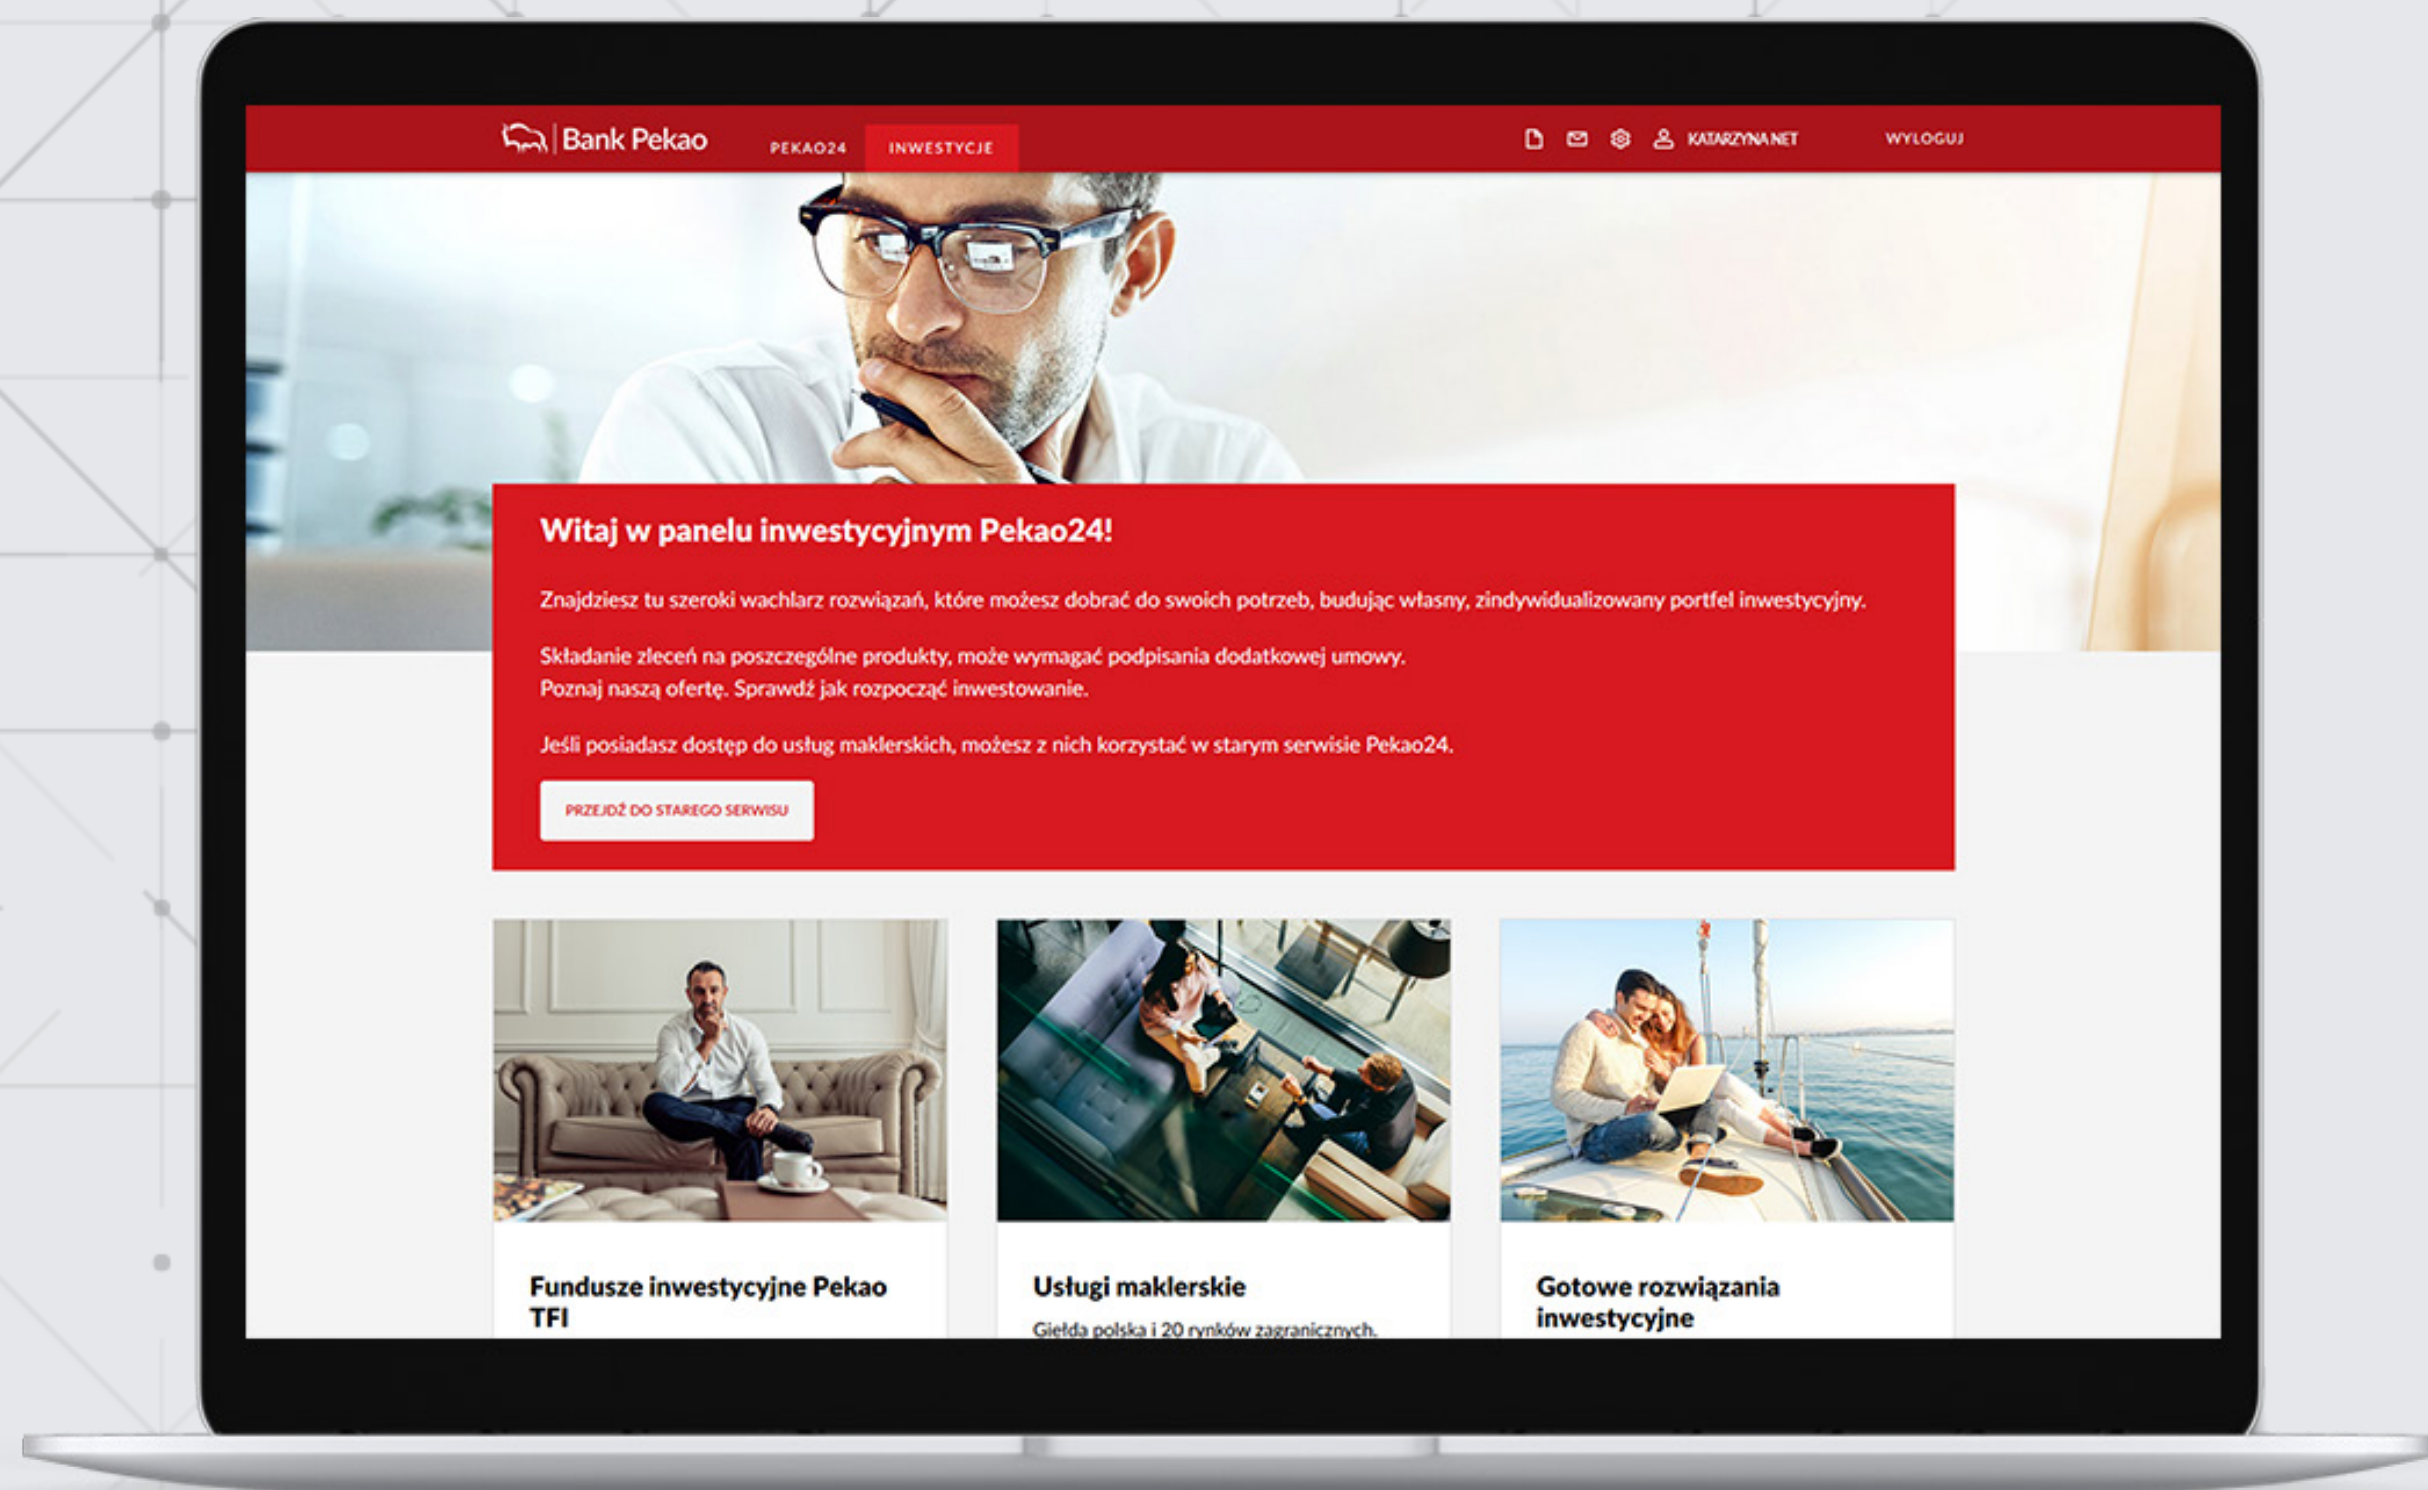 Bank Pekao
PEKAO24
INWESTYCJE
KATARZYNA NET
WYLOGUJ
Witaj w panelu inwestycyjnym Pekao24!
Znajdziesz tu szeroki wachlarz rozwiązań, które możesz dobrać do swoich potrzeb, budując własny, zindywidualizowany portfel inwestycyjny.
Składanie zleceń na poszczególne produkty, może wymagać podpisania dodatkowej umowy.
Poznaj naszą ofertę. Sprawdź jak rozpocząć inwestowanie.
Jeśli posiadasz dostęp do usług maklerskich, możesz z nich korzystać w starym serwisie Pekao24.
PRZEJDŹ DO STAREGO SERWISU
Fundusze inwestycyjne Pekao
TFI
Usługi maklerskie
Giełda polska i 20 rynków zagranicznych.
Gotowe rozwiązania
inwestycyjne